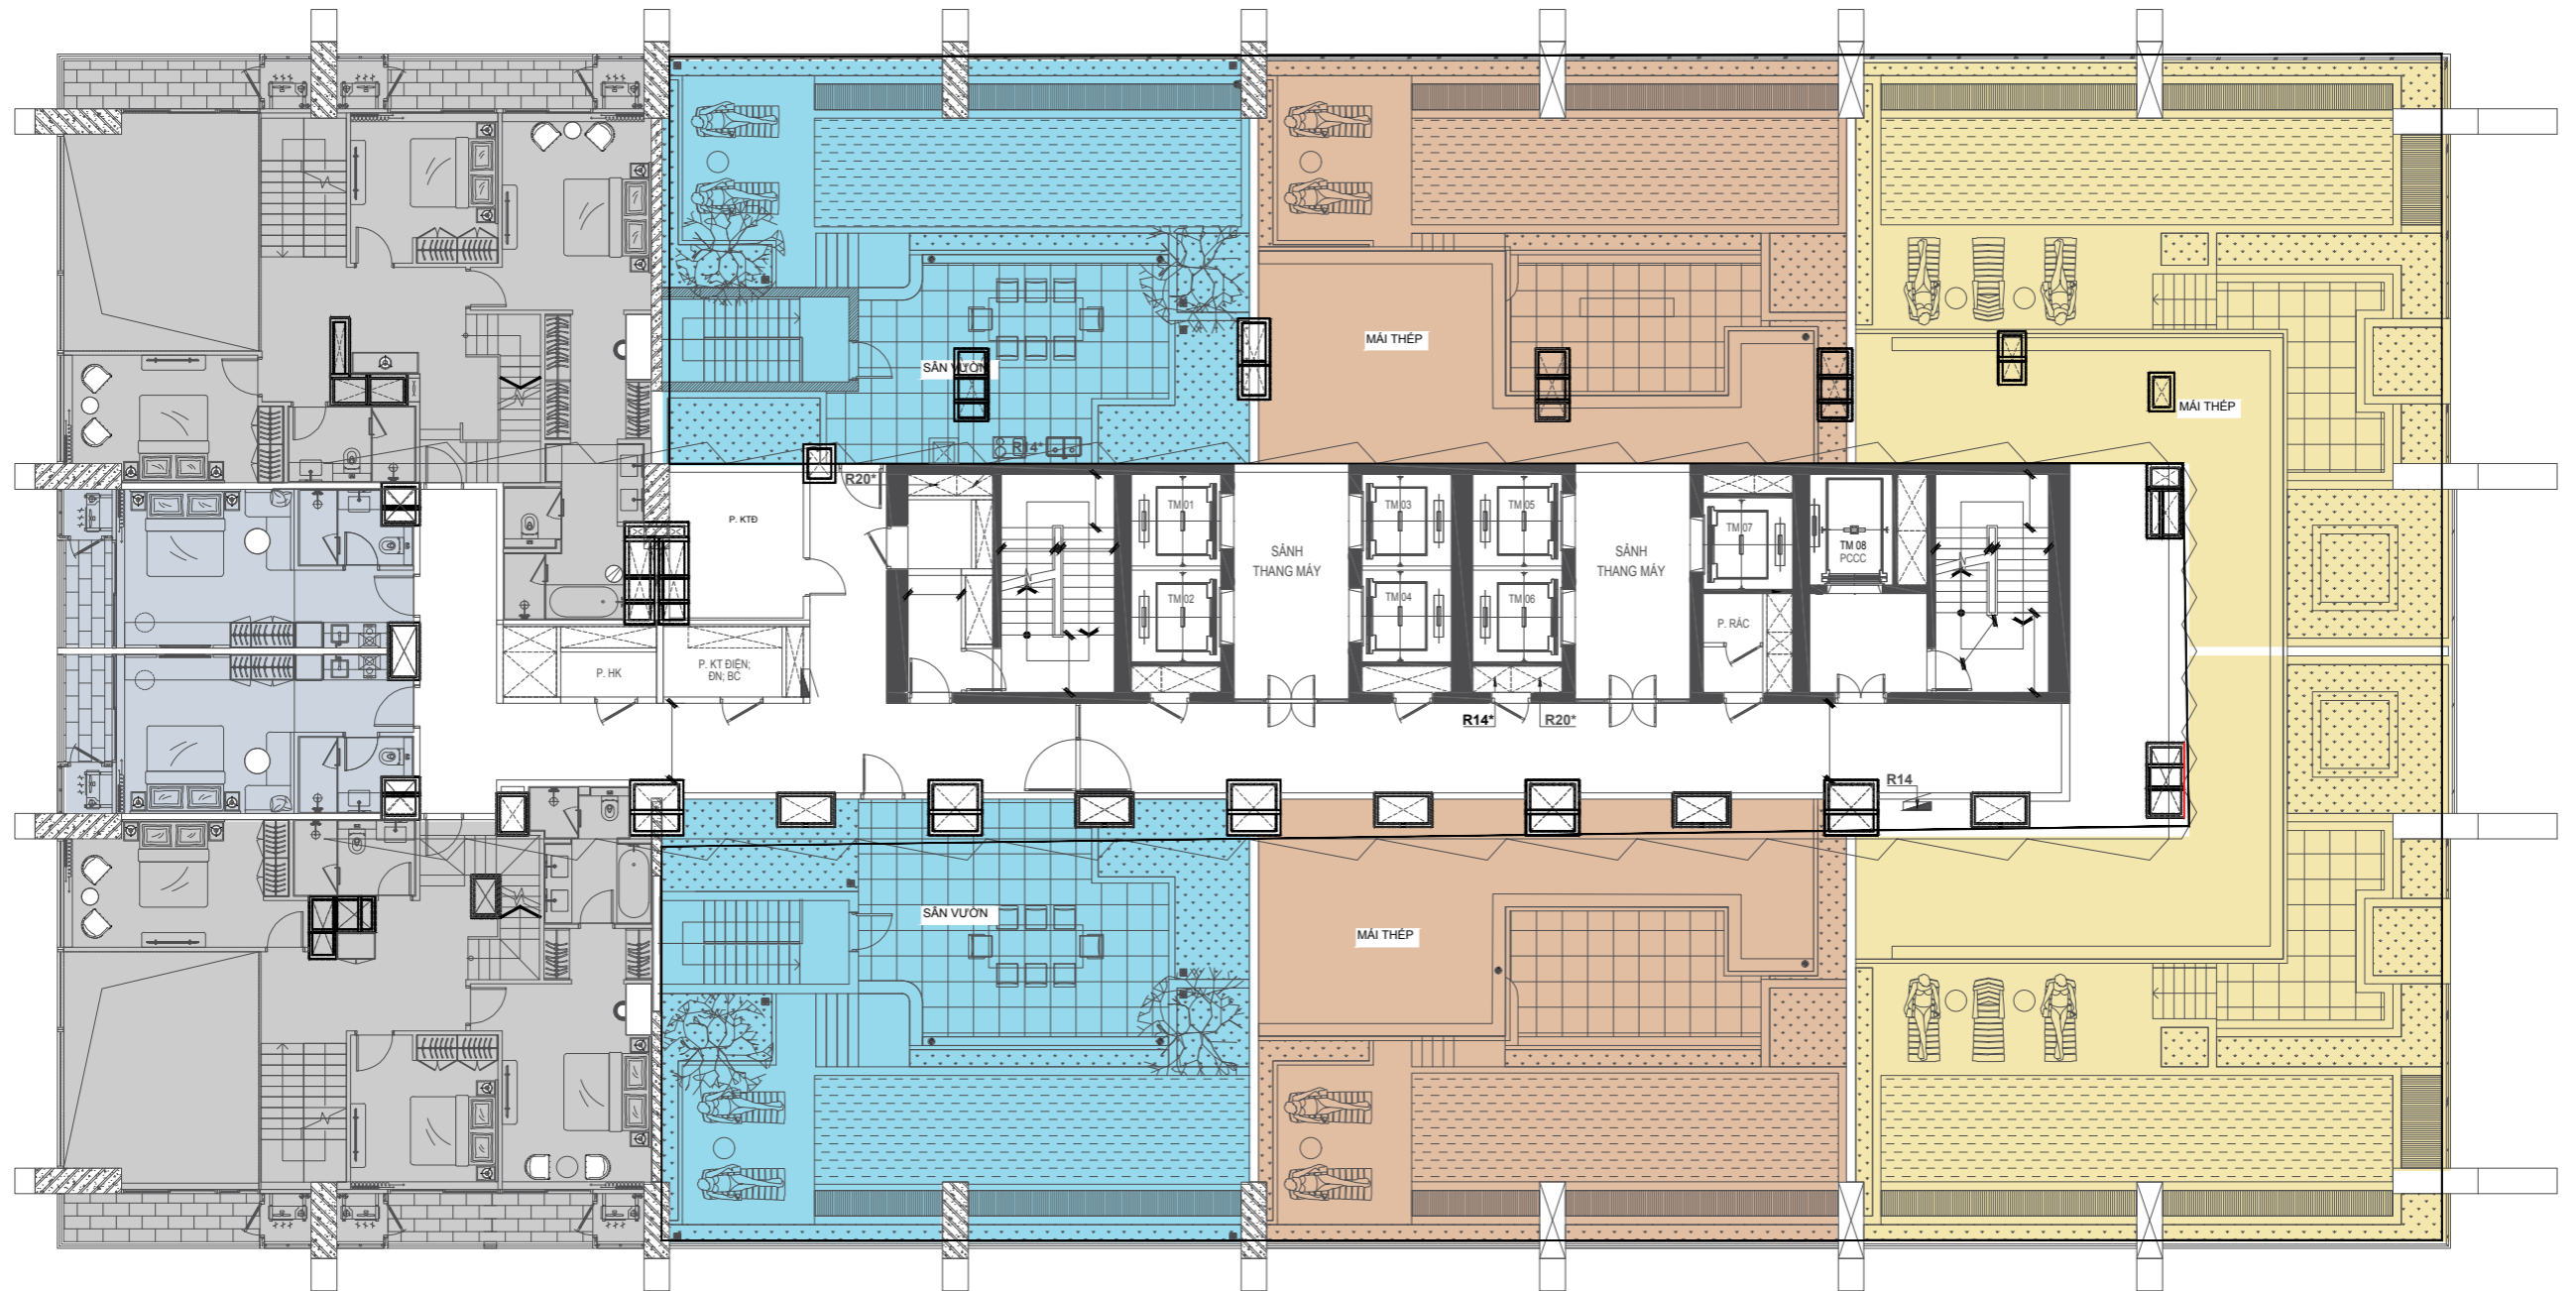 MÁI THÉP
SÂN VƯỜN
MÁI THÉP
R14*
R20*
P. KTĐ
TM 01
TM 03
TM 05
TM 07
TM 08
PCCC
SẢNH
THANG MÁY
SẢNH
THANG MÁY
TM 02
TM 04
TM 06
P. RÁC
P. HK
P. KT ĐIỆN;
ĐN; BC
R14*
R20*
R14
SÂN VƯỜN
MÁI THÉP